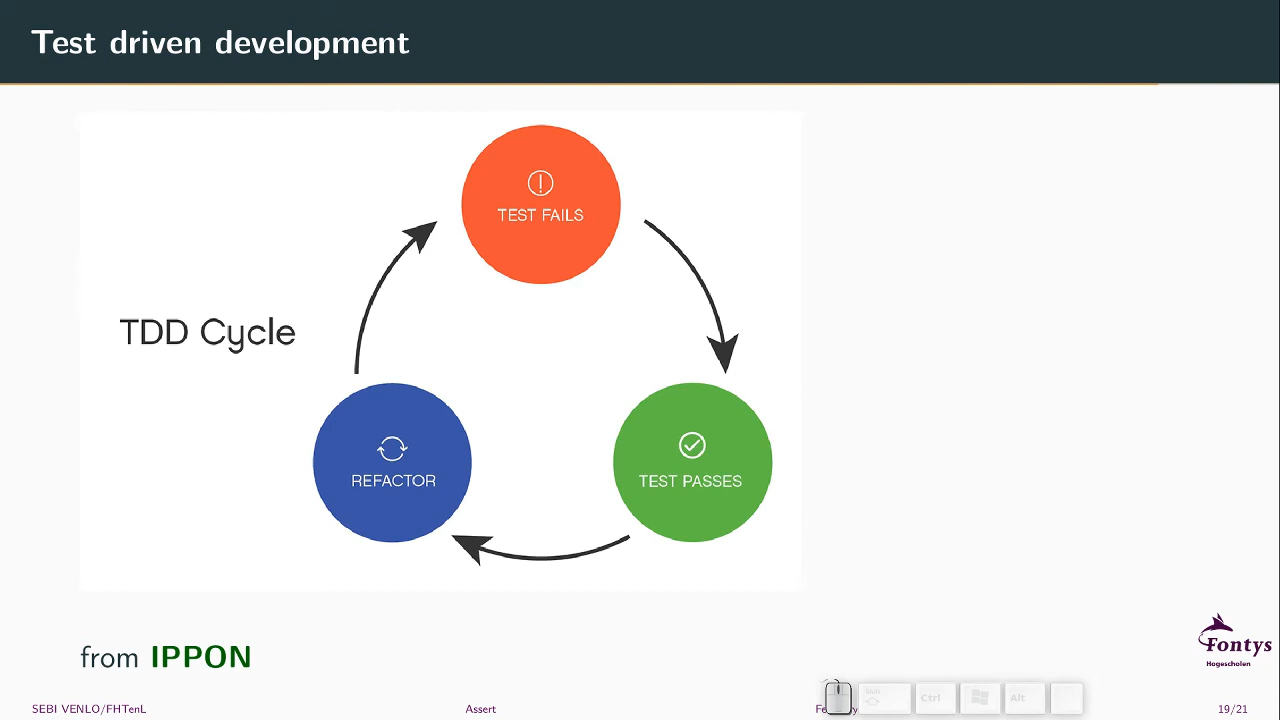 Test driven development
TEST FAILS
TDD Cycle
REFACTOR
TEST PASSES
from IPPON
Fontys
Hogescholen
SEBI VENLO/FHTenL
Assert
19/21
Ctrl
Alt